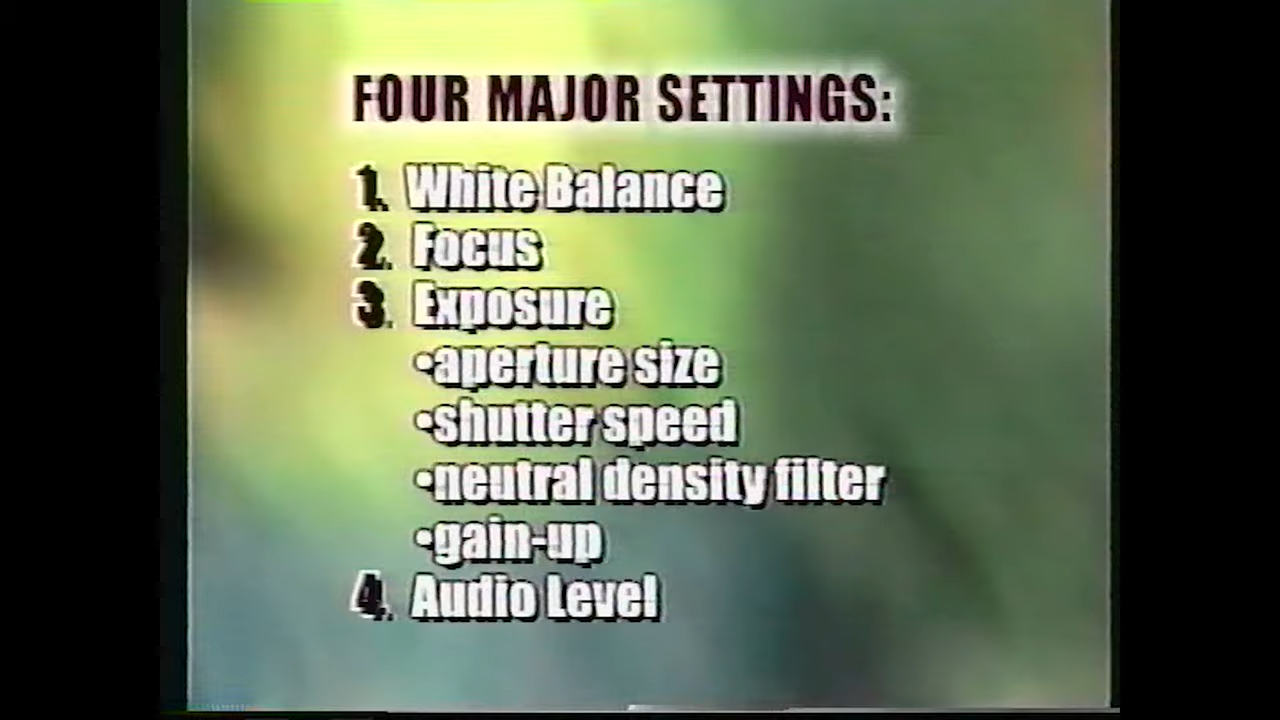 FOUR MAJOR SETTINGS:
1. White Balance
2. Focus
3. Exposure
•aperture size
•shutter speed
•neutral density filter
•gain-up
4. Audio Level